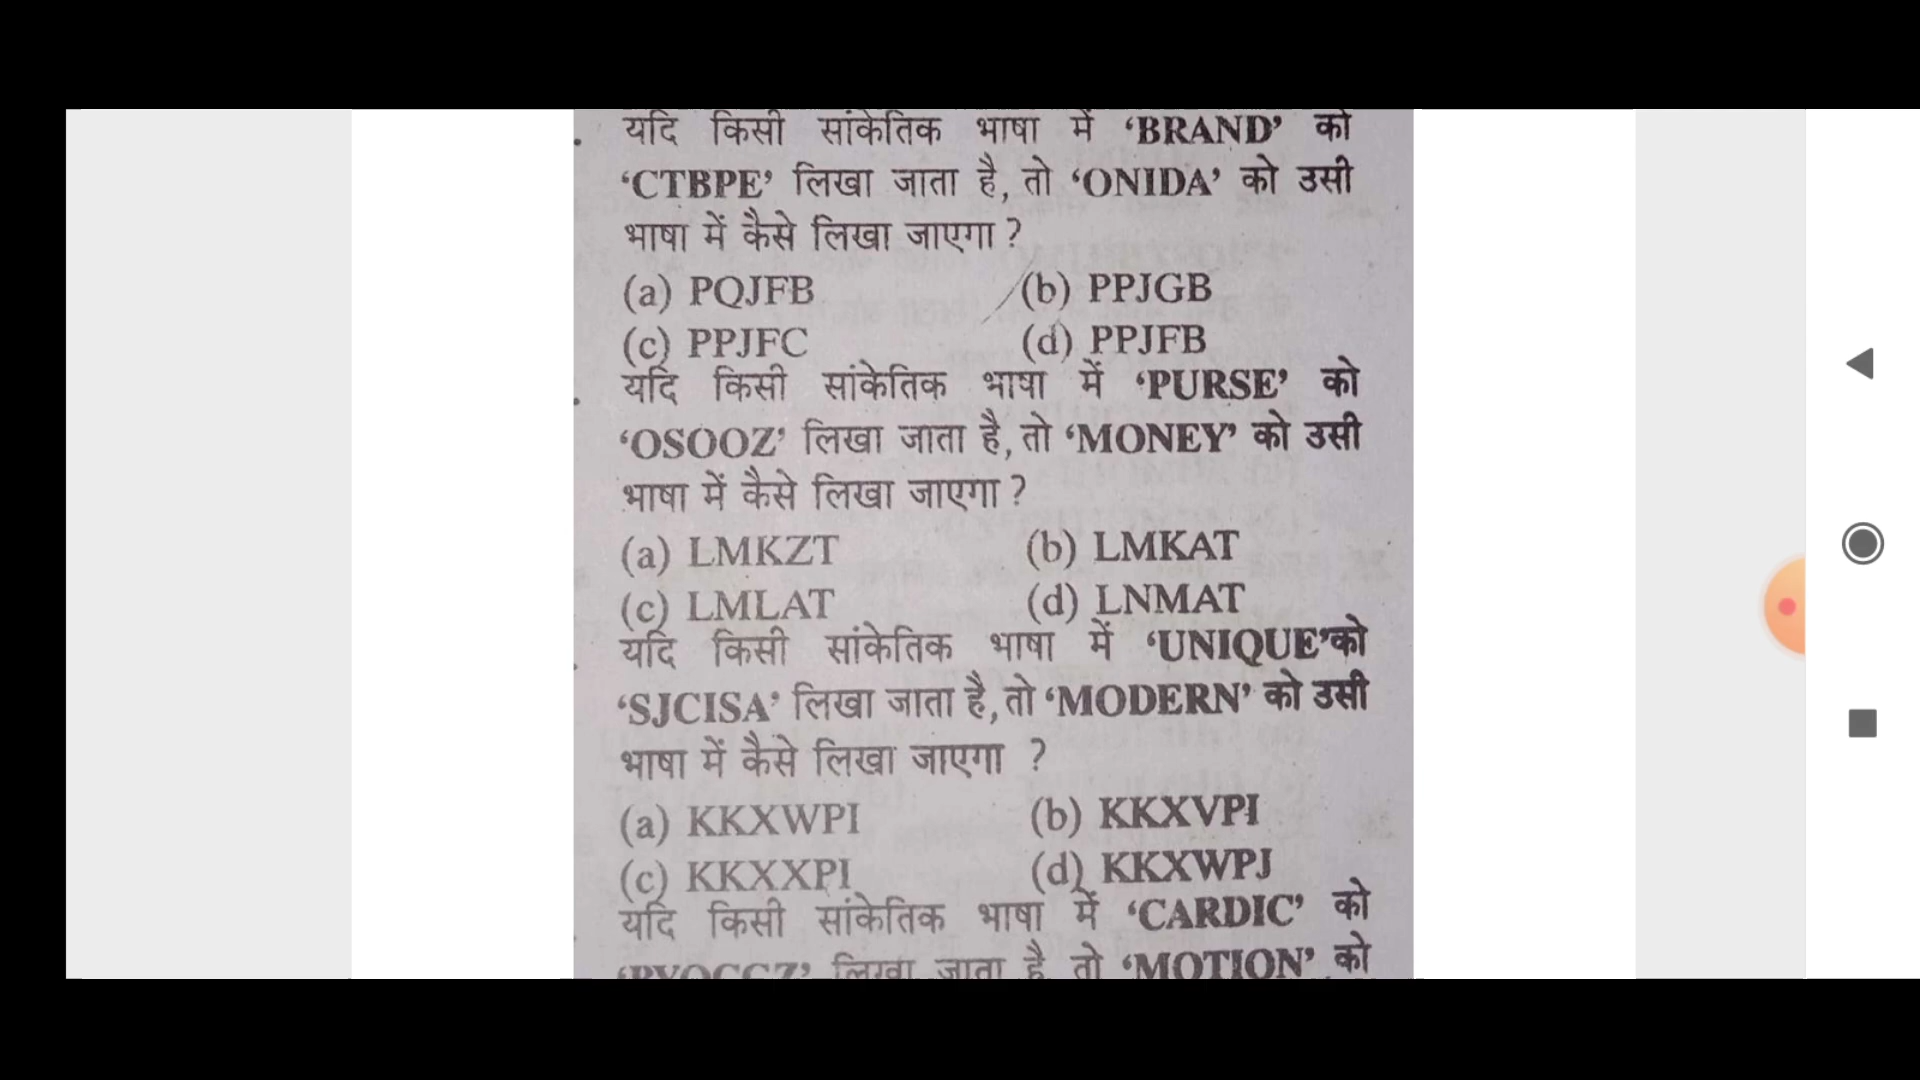 यदि किसी सांकेतिक भाषा में ‘BRAND’ को
‘CTBPE’ लिखा जाता है, तो ‘ONIDA’ को उसी
भाषा में कैसे लिखा जाएगा ?
(a) PQJFB (b) PPJGB
(c) PPJFC (d) PPJFB
यदि किसी सांकेतिक भाषा में ‘PURSE’ को
‘OSOOZ’ लिखा जाता है, तो ‘MONEY’ को उसी
भाषा में कैसे लिखा जाएगा ?
(a) LMKZT (b) LMKAT
(c) LMLAT (d) LNMAT
यदि किसी सांकेतिक भाषा में ‘UNIQUE’को
‘SJCISA’ लिखा जाता है, तो ‘MODERN’ को उसी
भाषा में कैसे लिखा जाएगा ?
(a) KKXWPI (b) KKXVPI
(c) KKXXPI (d) KKXWPJ
यदि किसी सांकेतिक भाषा में ‘CARDIC’ को
लिखा जाता है, तो ‘MOTION’ को